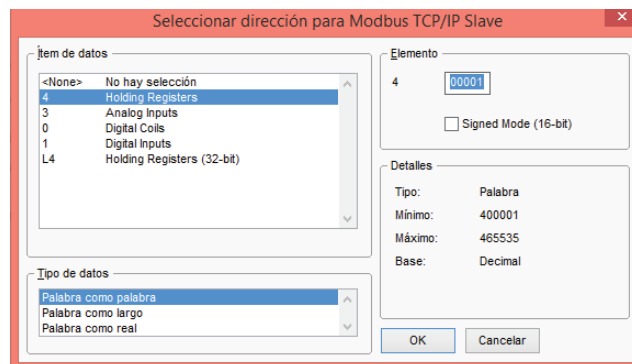 Seleccionar dirección para Modbus TCP/IP Slave
Ítem de datos
<None> No hay selección
4 Holding Registers
3 Analog Inputs
0 Digital Coils
1 Digital Inputs
L4 Holding Registers (32-bit)
Tipo de datos
Palabra como palabra
Palabra como largo
Palabra como real
Elemento
4 00001
Signed Mode (16-bit)
Detalles
Tipo: Palabra
Mínimo: 400001
Máximo: 465535
Base: Decimal
OK Cancelar